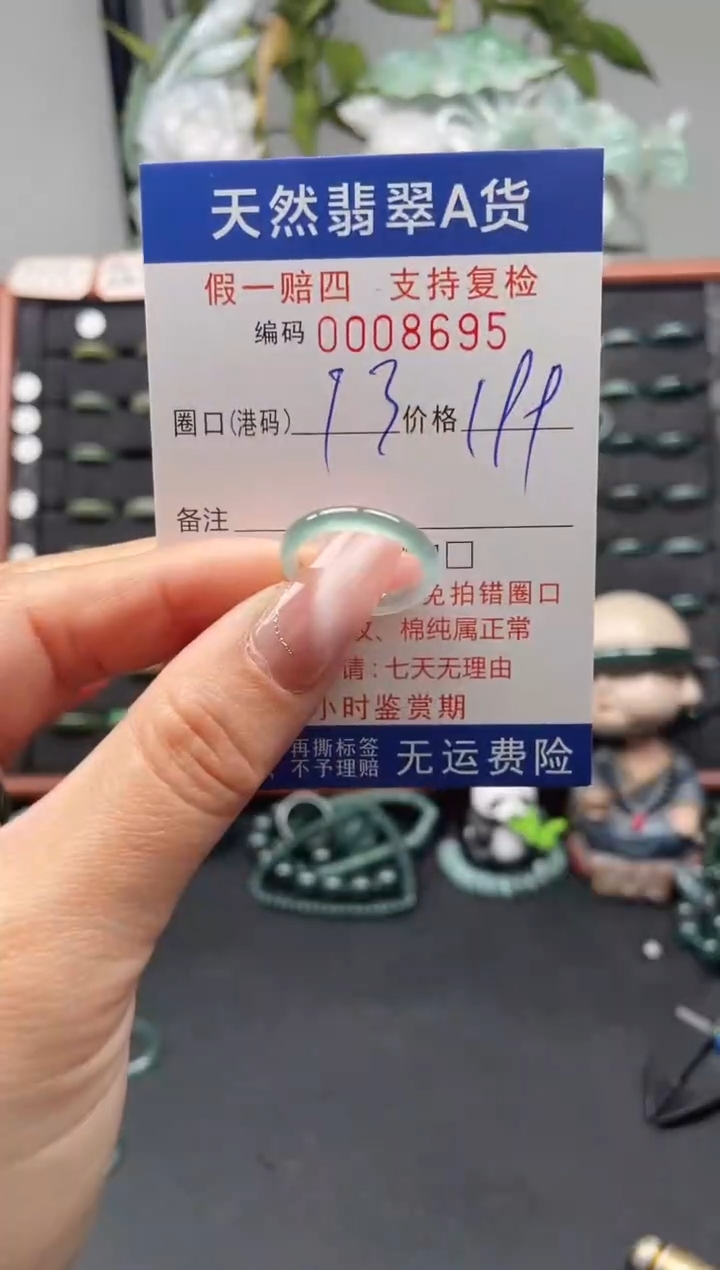 天然翡翠A货
假一赔四 支持复检
编码 0008695
圈口(港码) 13 价格 199
备注
免拍错圈口
纹、棉纯属正常
请:七天无理由
小时鉴赏期
再撕标签
不予理赔
无运费险